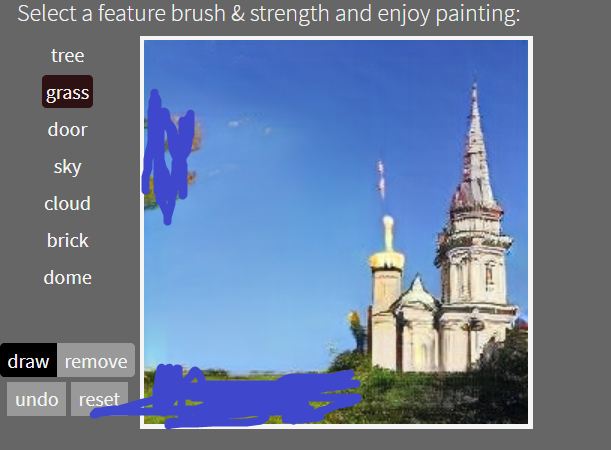 Select a feature brush & strength and enjoy painting:
tree
grass
door
sky
cloud
brick
dome
draw remove
undo reset